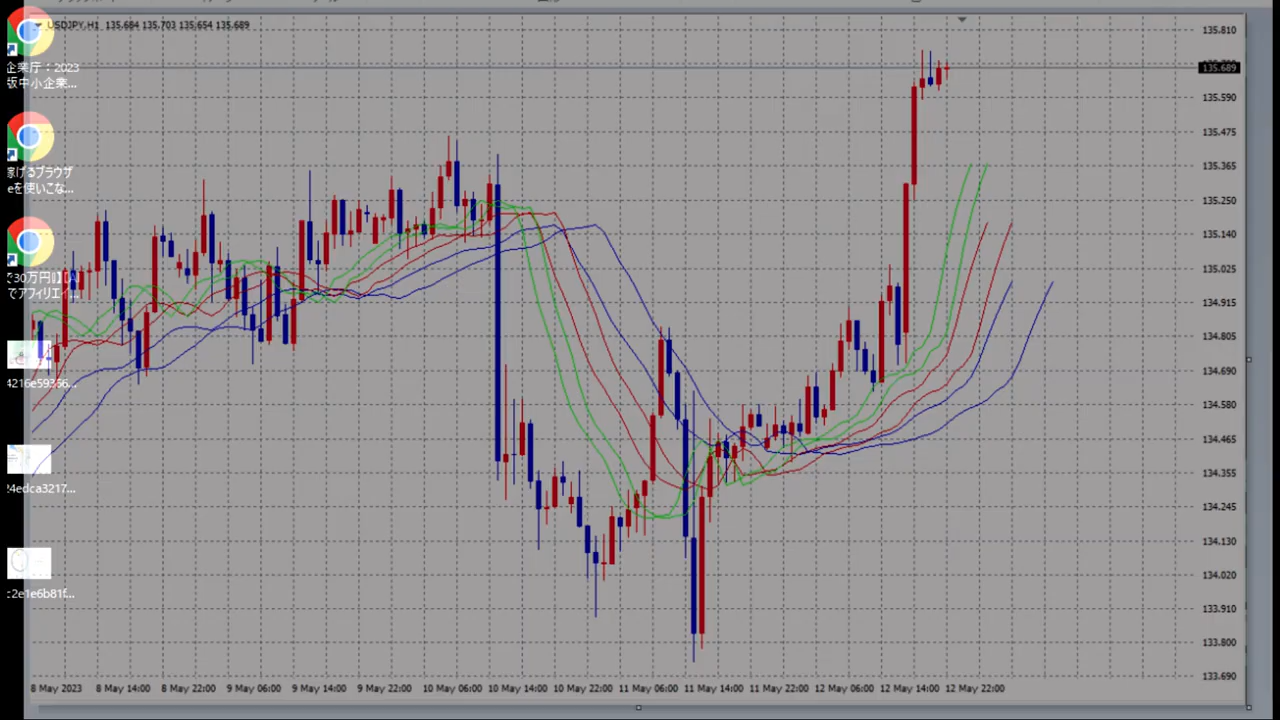 USDJPY,H1 135.684 135.703 135.654 135.689
企業庁：2023
版中小企業...
稼げるブラウザ
eを使いこな...
で30万円
でアフィリエイ...
4216e59366...
4edca3217...
c2e1e6b81f...
135.810
135.689
135.590
135.475
135.365
135.250
135.140
135.025
134.915
134.805
134.690
134.580
134.465
134.355
134.245
134.130
134.020
133.910
133.800
133.690
8 May 2023
8 May 14:00
8 May 22:00
9 May 06:00
9 May 14:00
9 May 22:00
10 May 06:00
10 May 14:00
10 May 22:00
11 May 06:00
11 May 14:00
11 May 22:00
12 May 06:00
12 May 14:00
12 May 22:00